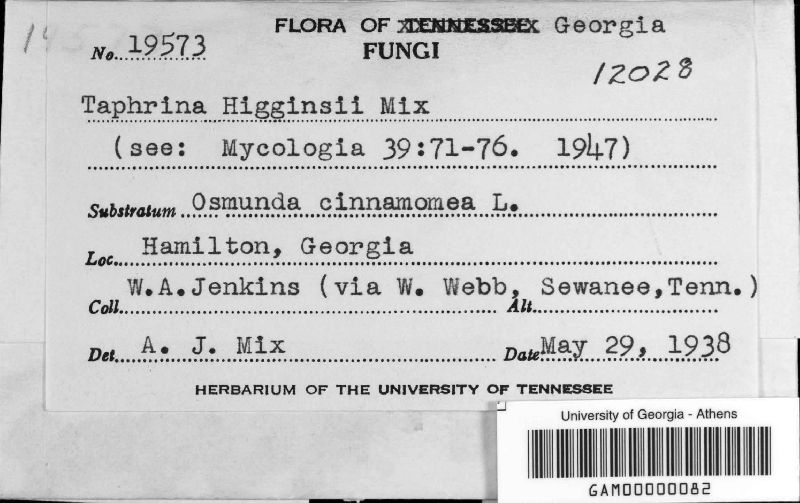 FLORA OF TENNESSEE Georgia
No. 19573
FUNGI
12028
Taphrina Higginsii Mix
(see: Mycologia 39:71-76. 1947)
Substratum Osmunda cinnamomea L.
Loc. Hamilton, Georgia
Coll. W.A.Jenkins (via W. Webb, Sewanee,Tenn.)
Alt.
Det. A. J. Mix Date May 29, 1938
HERBARIUM OF THE UNIVERSITY OF TENNESSEE
University of Georgia - Athens
GAM00000082